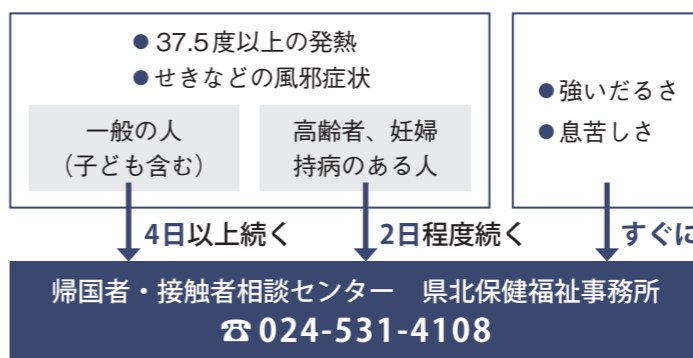 ● 37.5度以上の発熱
● せきなどの風邪症状
一般の人
（子ども含む）
高齢者、妊婦
持病のある人
● 強いだるさ
● 息苦しさ
4日以上続く
2日程度続く
すぐに
帰国者・接触者相談センター　県北保健福祉事務所
☎024-531-4108